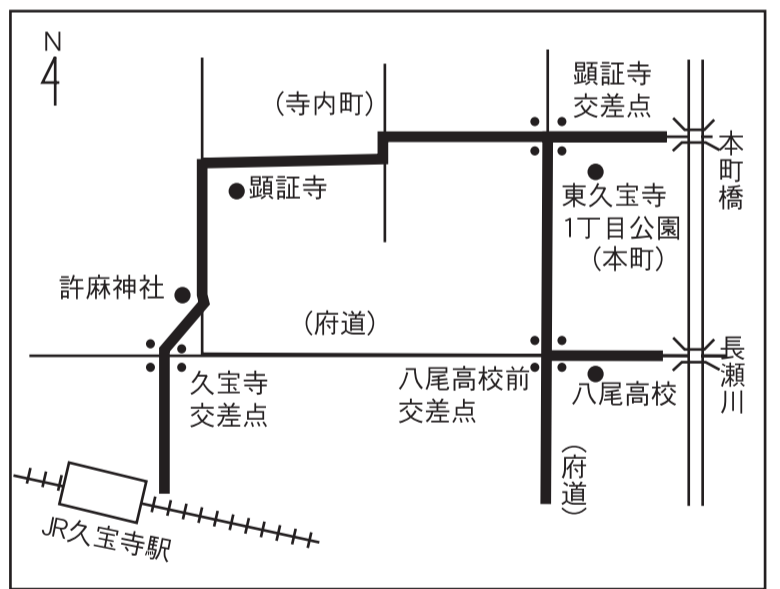 N
(寺内町)
顕証寺
交差点
本町橋
顕証寺
東久宝寺
1丁目公園
(本町)
許麻神社
(府道)
長瀬川
久宝寺
交差点
八尾高校前
交差点
八尾高校
(府道)
JR久宝寺駅